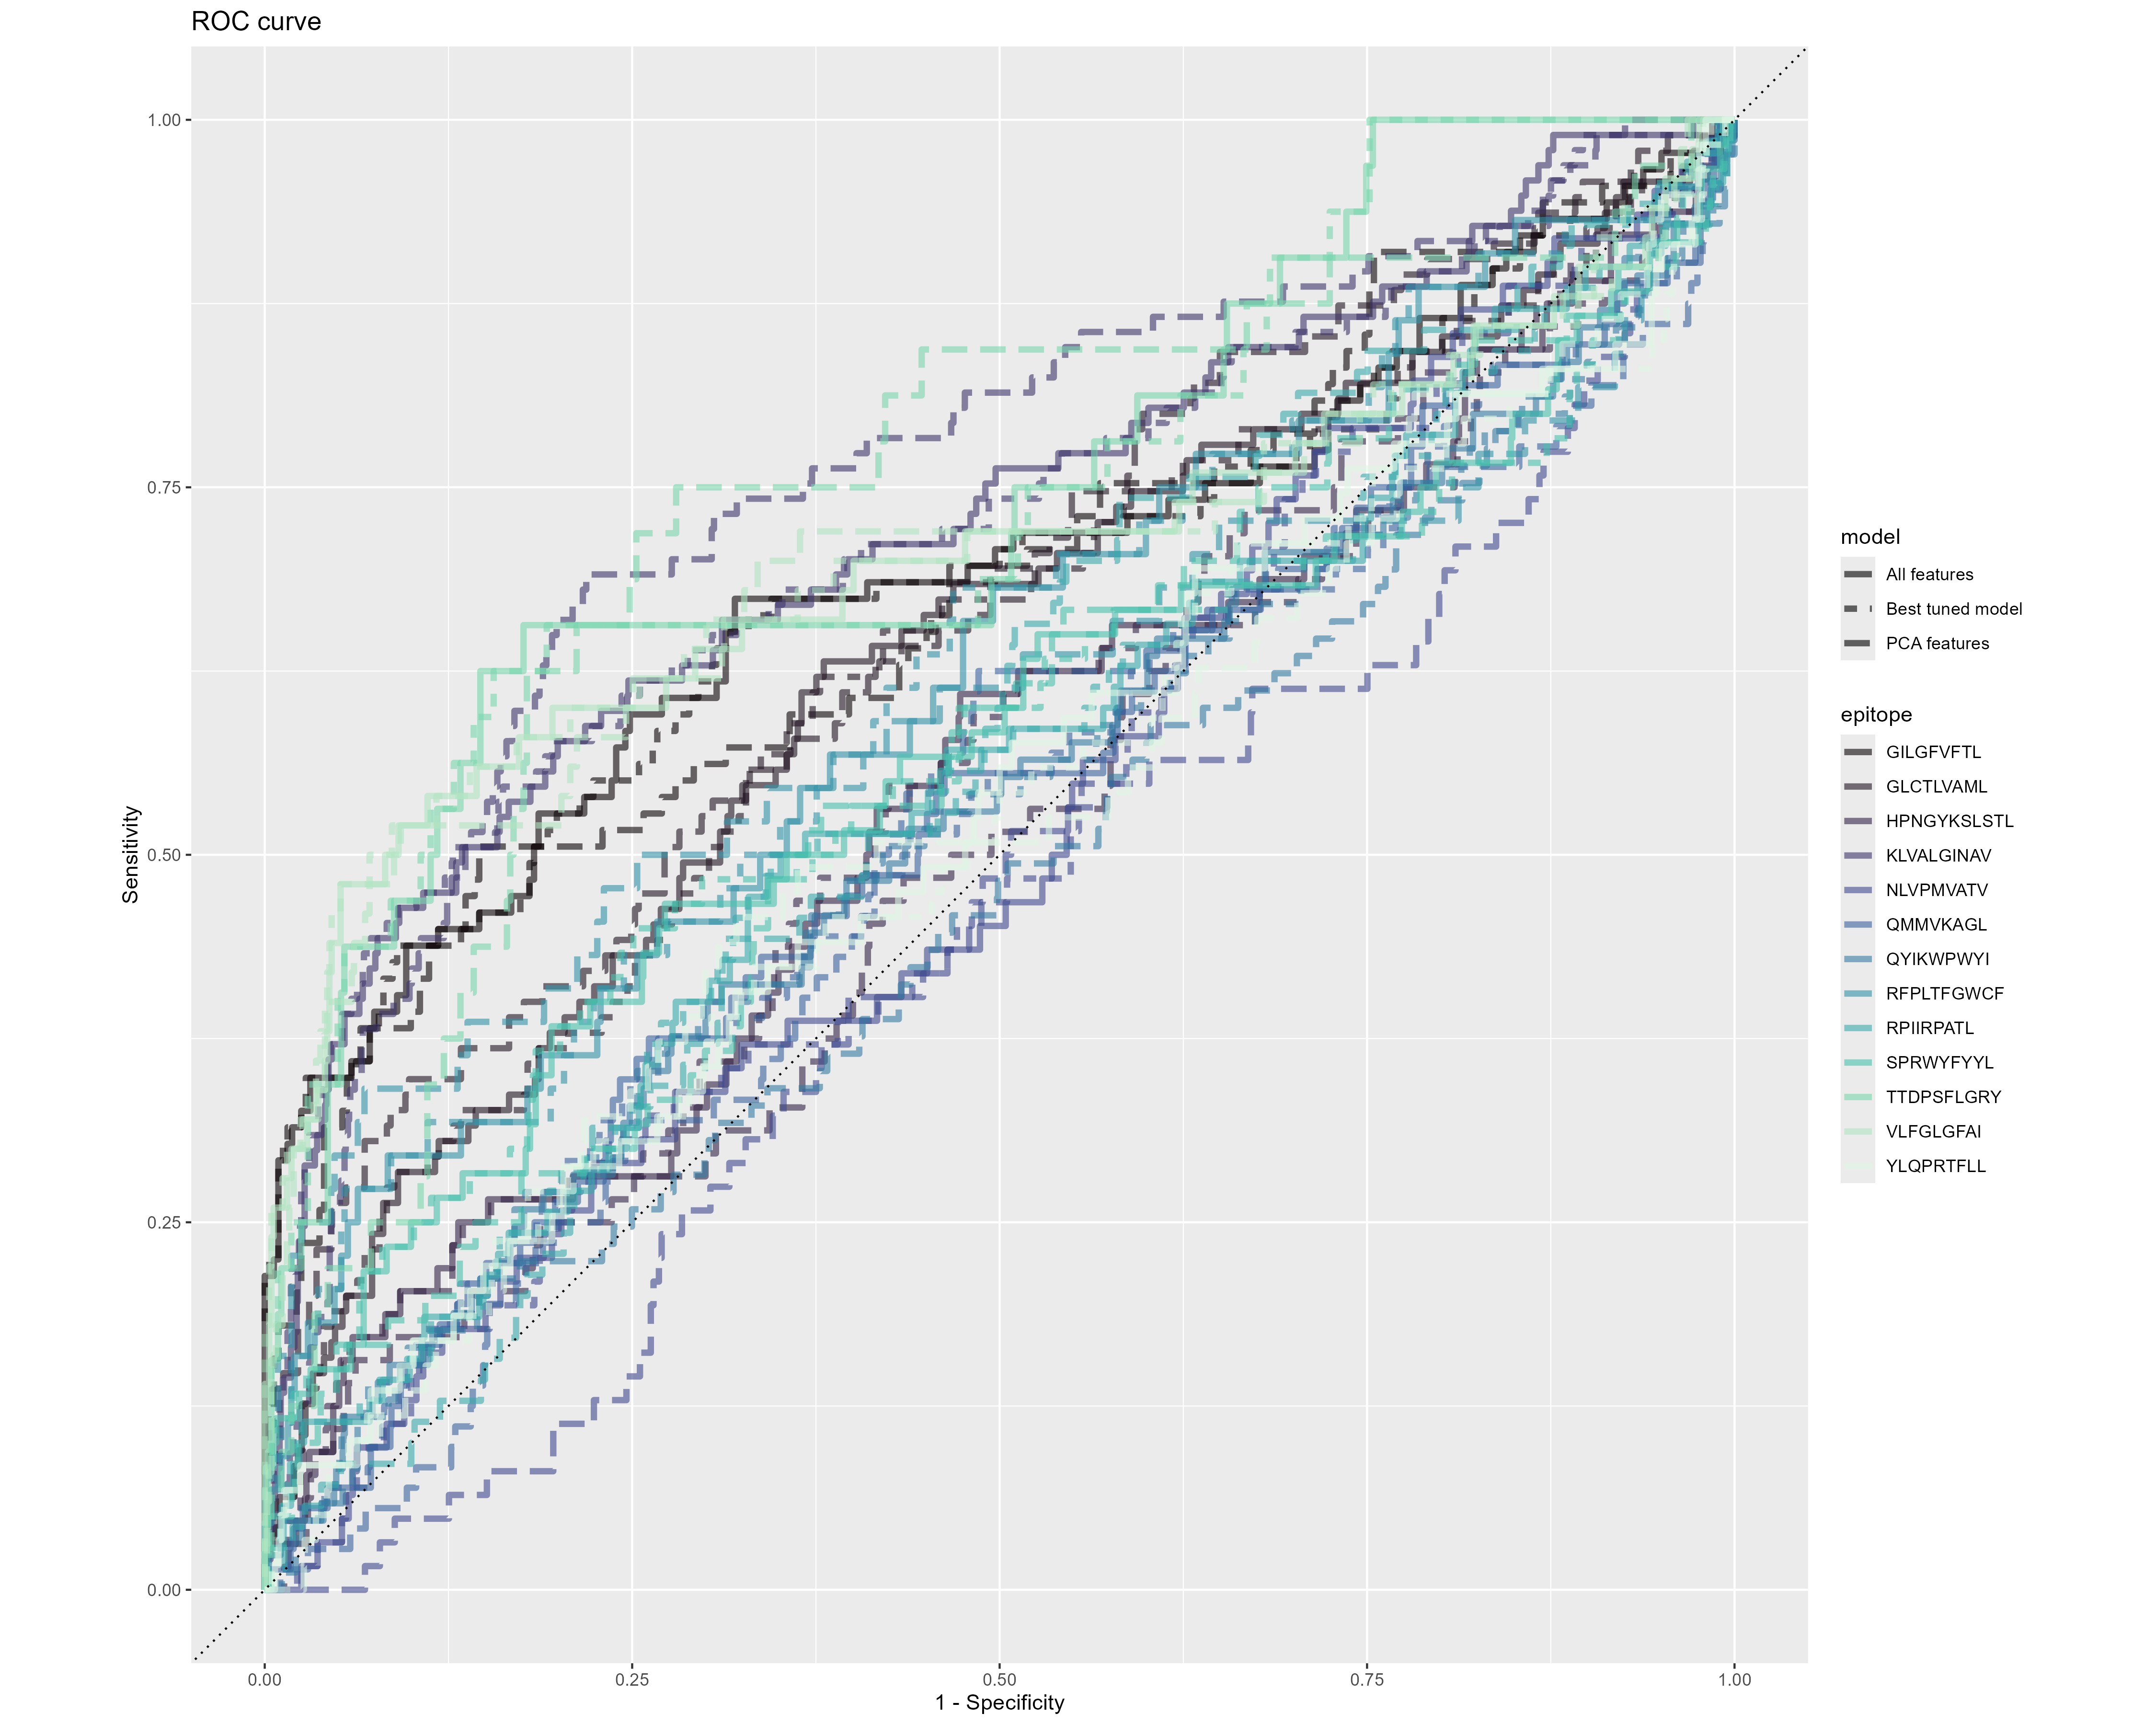 ROC curve
1.00
0.75
0.50
0.25
0.00
Sensitivity
0.00 0.25 0.50 0.75 1.00
1 - Specificity
model
All features
Best tuned model
PCA features
epitope
GILGFVFTL
GLCTLVAML
HPNGYKSLSTL
KLVALGINAV
NLVPMVATV
QMMVKAGL
QYIKWPWYI
RFPLTFGWCF
RPIIRPATL
SPRWYFYYL
TTDPSFLGRY
VLFGLGFAI
YLQPRTFLL